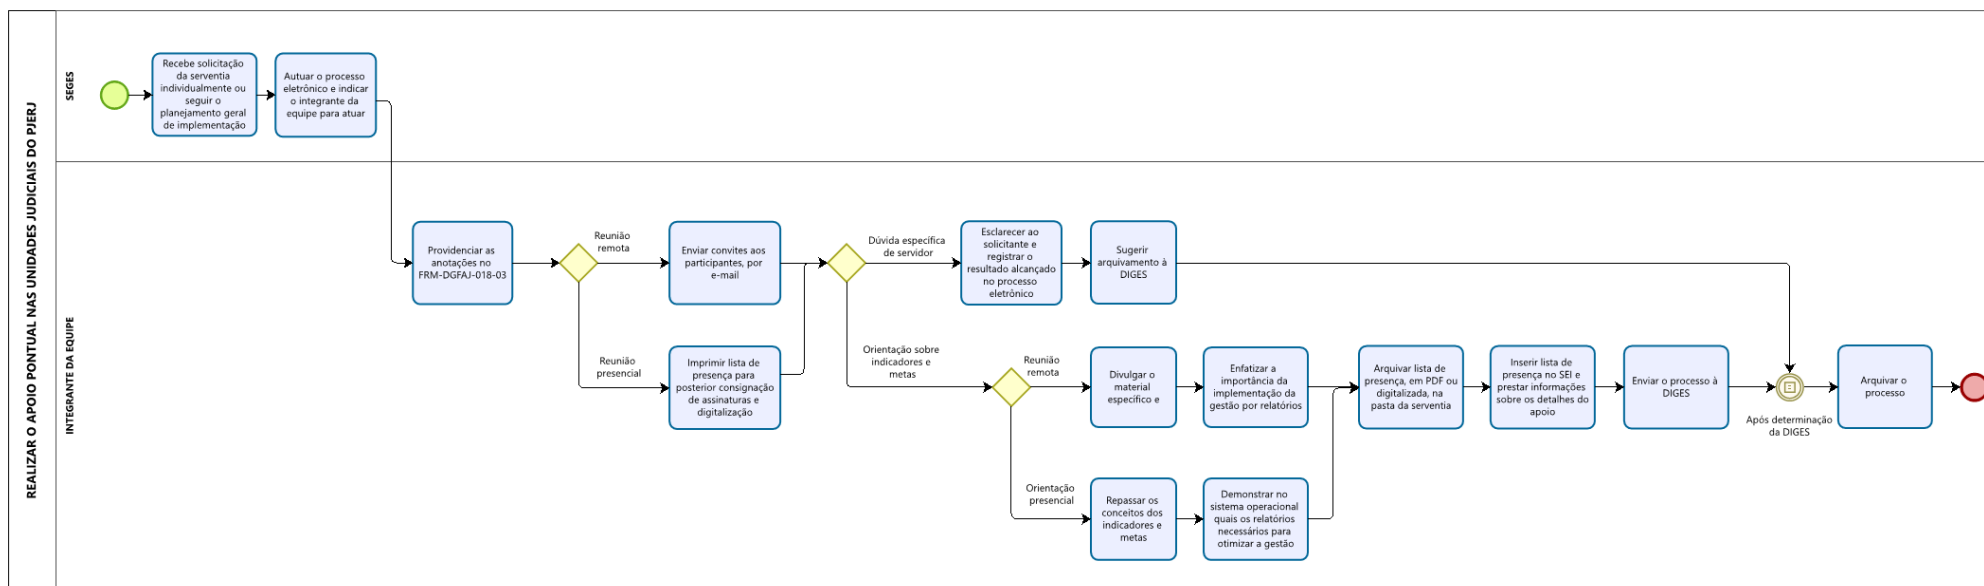 REALIZAR O APOIO PONTUAL NAS UNIDADES JUDICIAIS DO PJERJ
SEGES
Recebe solicitação
da serventia
individualmente ou
seguir o
planejamento geral
de implementação
Autuar o processo
eletrônico e indicar
o integrante da
equipe para atuar
INTEGRANTE DA EQUIPE
Providenciar as
anotações no
FRM-DGFAJ-018-03
Reunião
remota
Enviar convites aos
participantes, por
e-mail
Reunião
presencial
Imprimir lista de
presença para
posterior consignação
de assinaturas e
digitalização
Dúvida específica
de servidor
Esclarecer ao
solicitante e
registrar o
resultado alcançado
no processo
eletrônico
Sugerir
arquivamento à
DIGES
Orientação sobre
indicadores e
metas
Reunião
remota
Divulgar o
material
específico e
Enfatizar a
importância da
implementação da
gestão por relatórios
Orientação
presencial
Repassar os
conceitos dos
indicadores e
metas
Demonstrar no
sistema operacional
quais os relatórios
necessários para
otimizar a gestão
Arquivar lista de
presença, em PDF ou
digitalizada, na
pasta da serventia
Inserir lista de
presença no SEI e
prestar informações
sobre os detalhes do
apoio
Enviar o processo à
DIGES
Após determinação
da DIGES
Arquivar o
processo